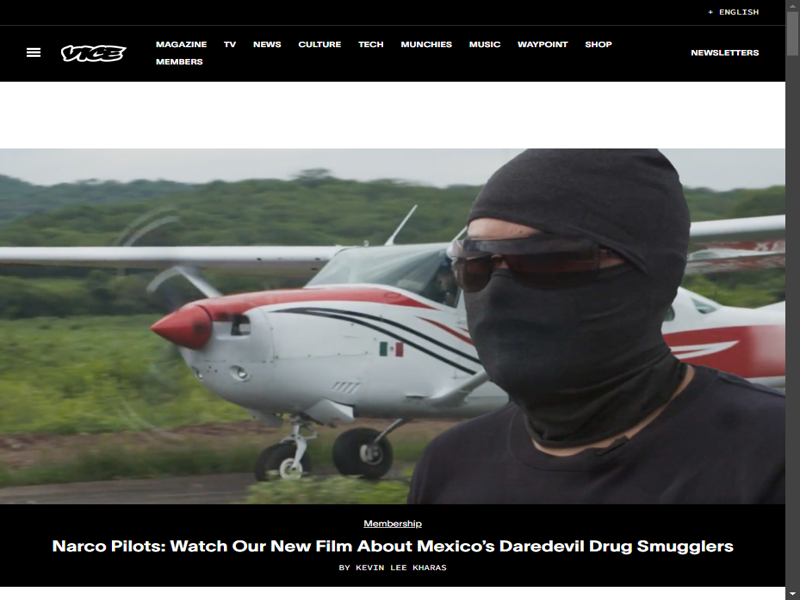 + ENGLISH
VICE
MAGAZINE TV NEWS CULTURE TECH MUNCHIES MUSIC WAYPOINT SHOP
MEMBERS
NEWSLETTERS
Membership
Narco Pilots: Watch Our New Film About Mexico's Daredevil Drug Smugglers
BY KEVIN LEE KHARAS